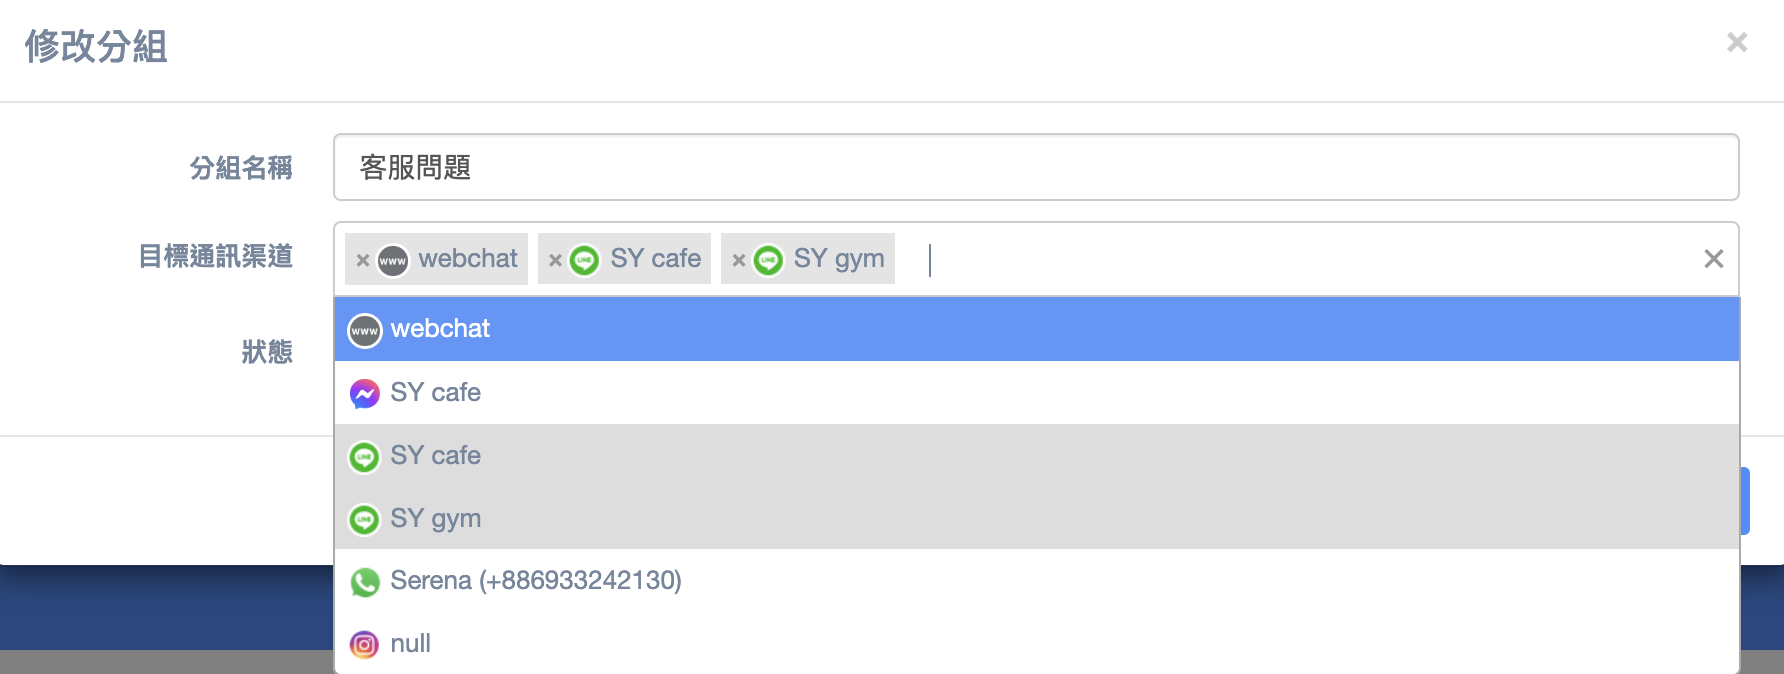 修改分組 ×
分組名稱 客服問題
目標通訊渠道 × www webchat × LINE SY cafe × LINE SY gym ×
www webchat
狀態
SY cafe
LINE SY cafe
LINE SY gym
Serena (+886933242130)
null